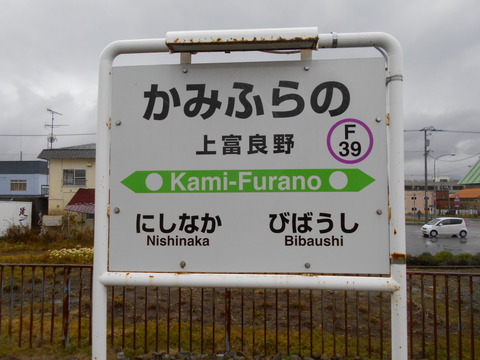 かみふらの
上富良野
F
39
Kami-Furano
にしなか びばうし
Nishinaka Bibaushi